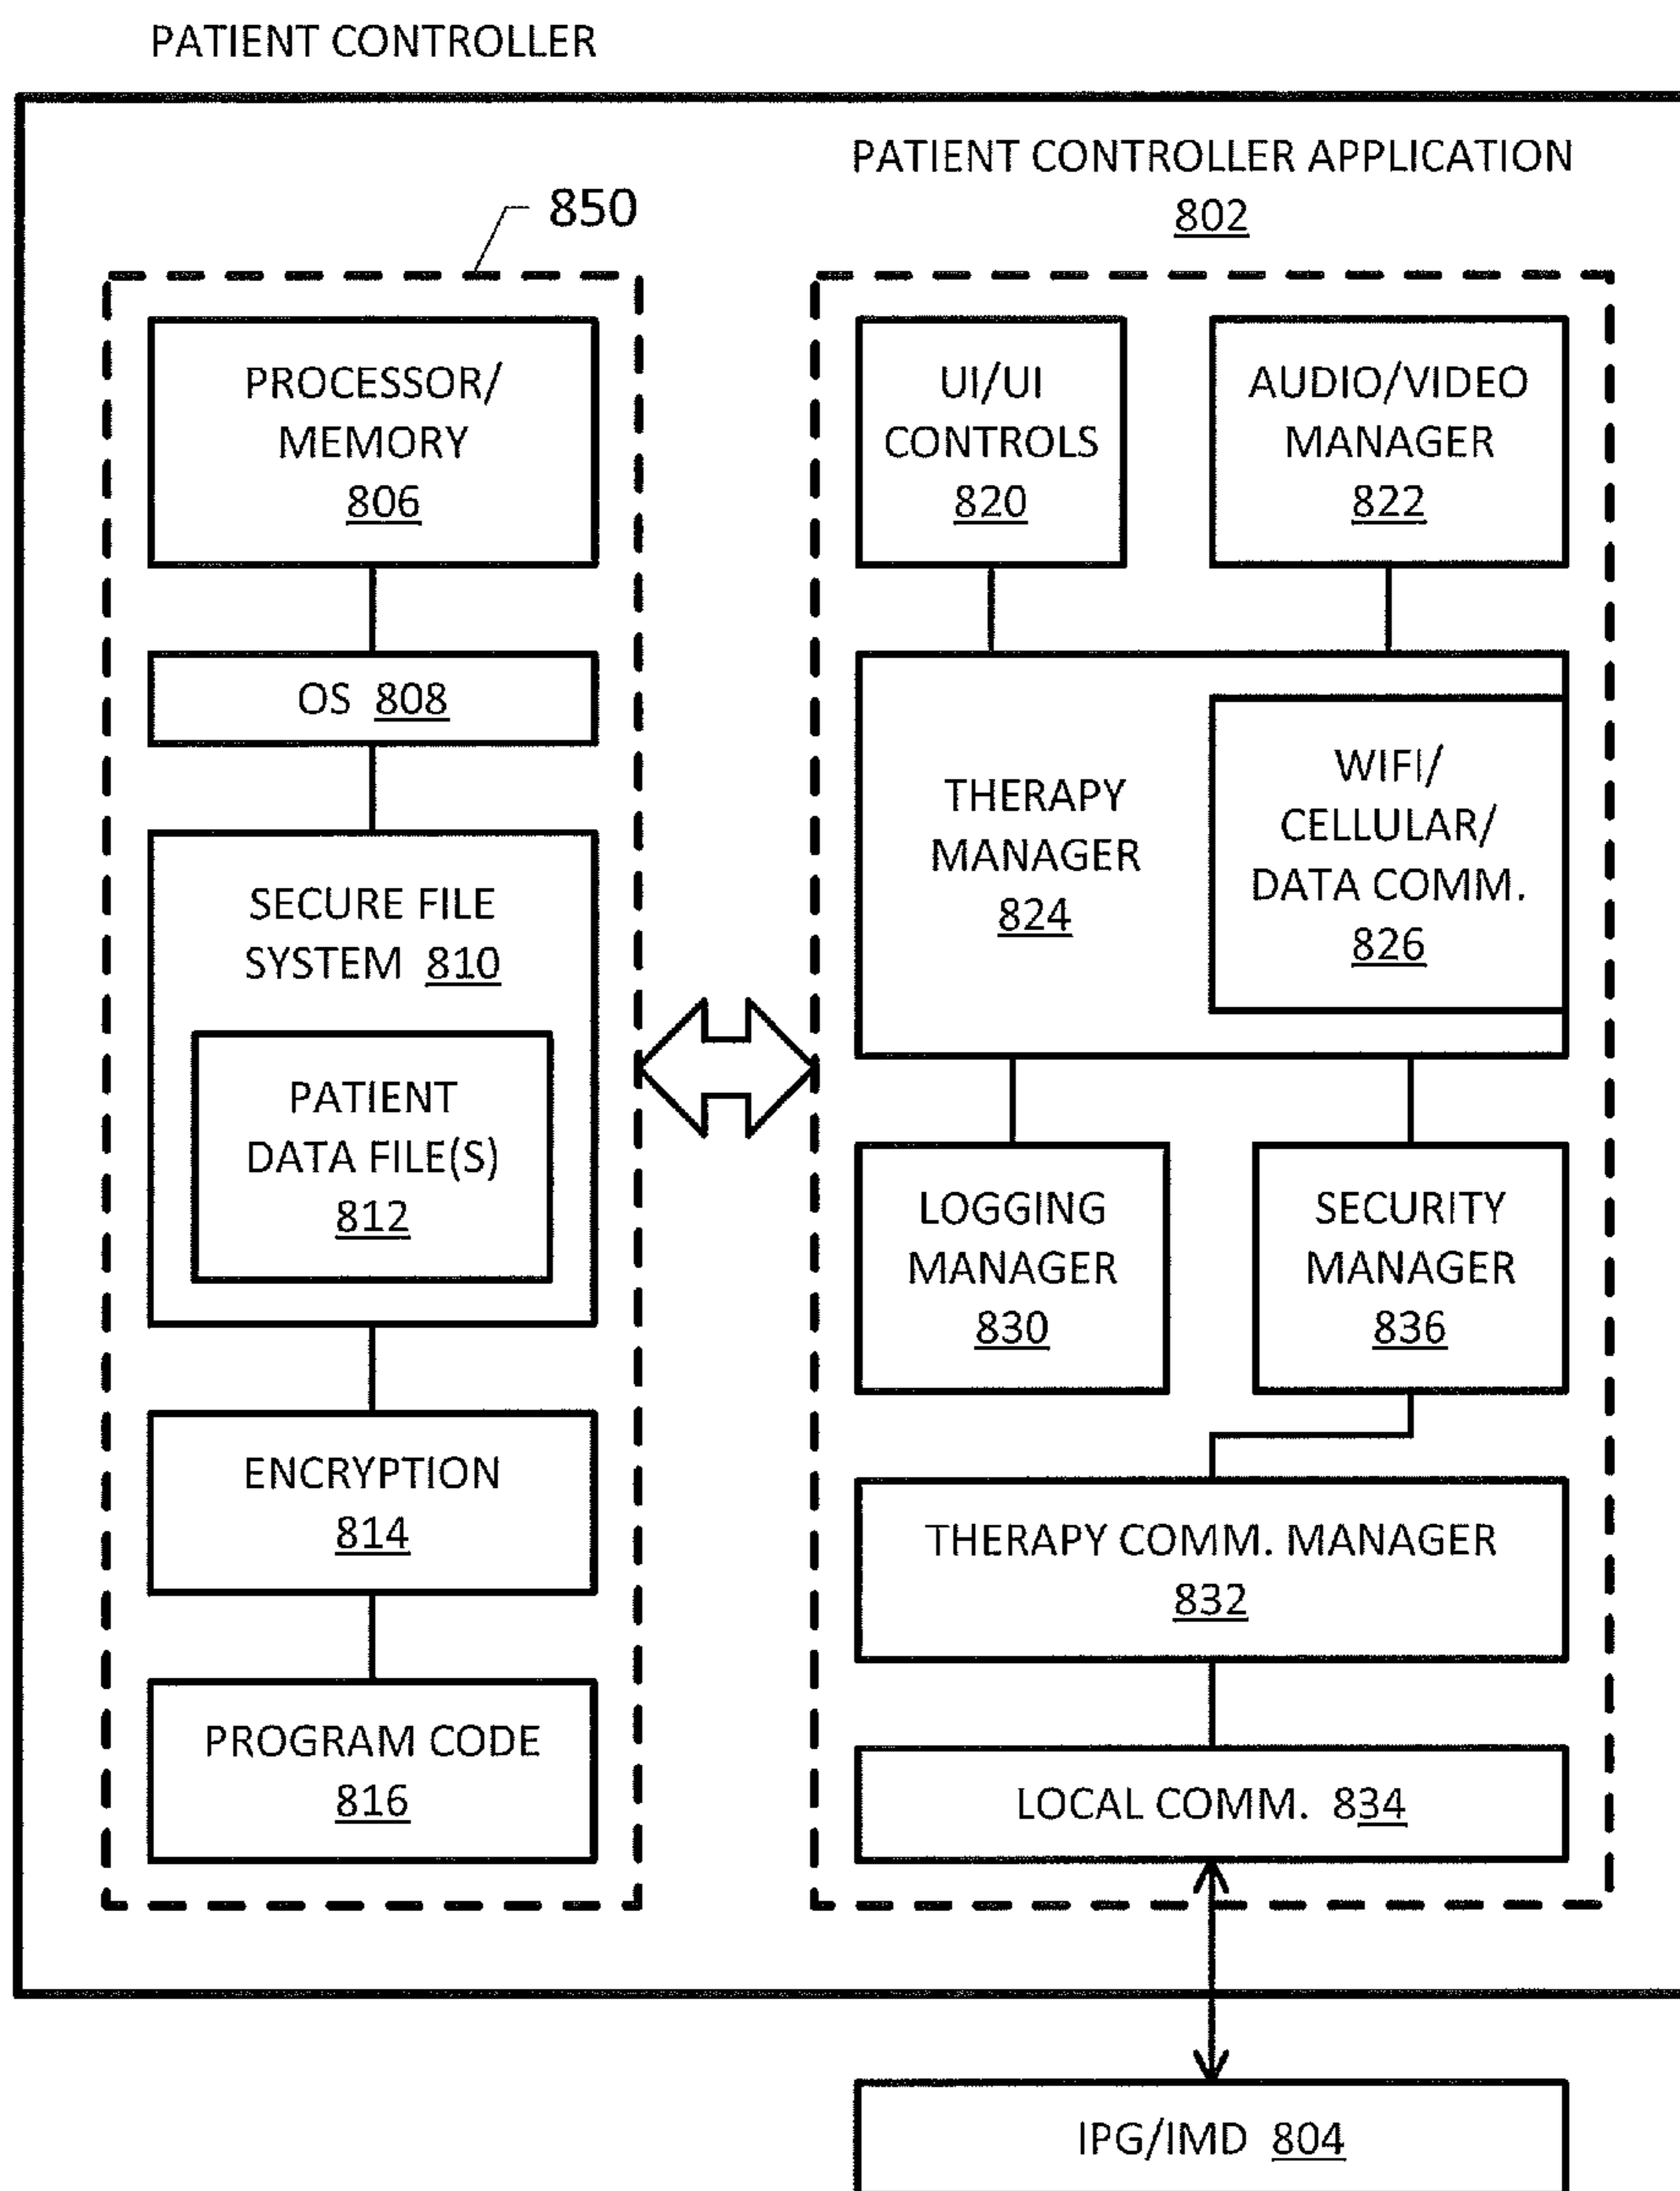 PATIENT CONTROLLER
PATIENT CONTROLLER APPLICATION
802
850
PROCESSOR/
MEMORY
806
OS 808
SECURE FILE
SYSTEM 810
PATIENT
DATA FILE(S)
812
ENCRYPTION
814
PROGRAM CODE
816
UI/UI
CONTROLS
820
AUDIO/VIDEO
MANAGER
822
THERAPY
MANAGER
824
WIFI/
CELLULAR/
DATA COMM.
826
LOGGING
MANAGER
830
SECURITY
MANAGER
836
THERAPY COMM. MANAGER
832
LOCAL COMM. 834
IPG/IMD 804